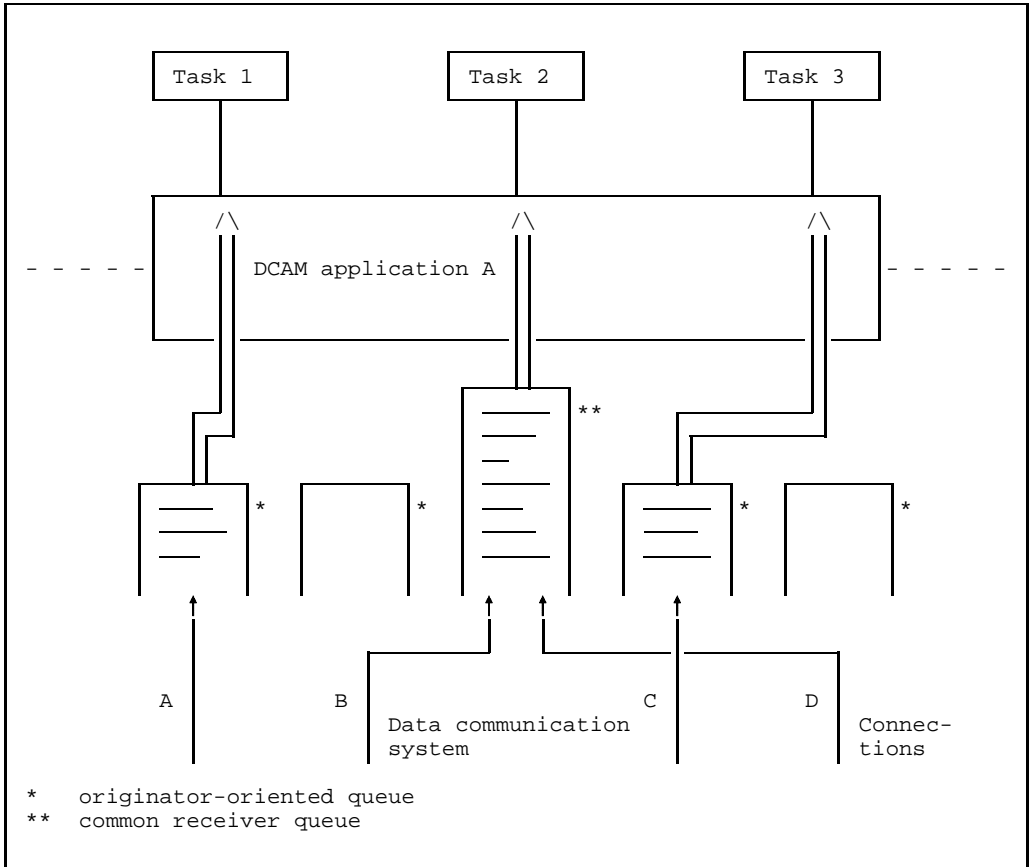 Task 1 Task 2 Task 3
/\ /\ /\
- - - - - DCAM application A - - - - -
**
* * * *
A B C D
Data communication Connec-
system tions
* originator-oriented queue
** common receiver queue